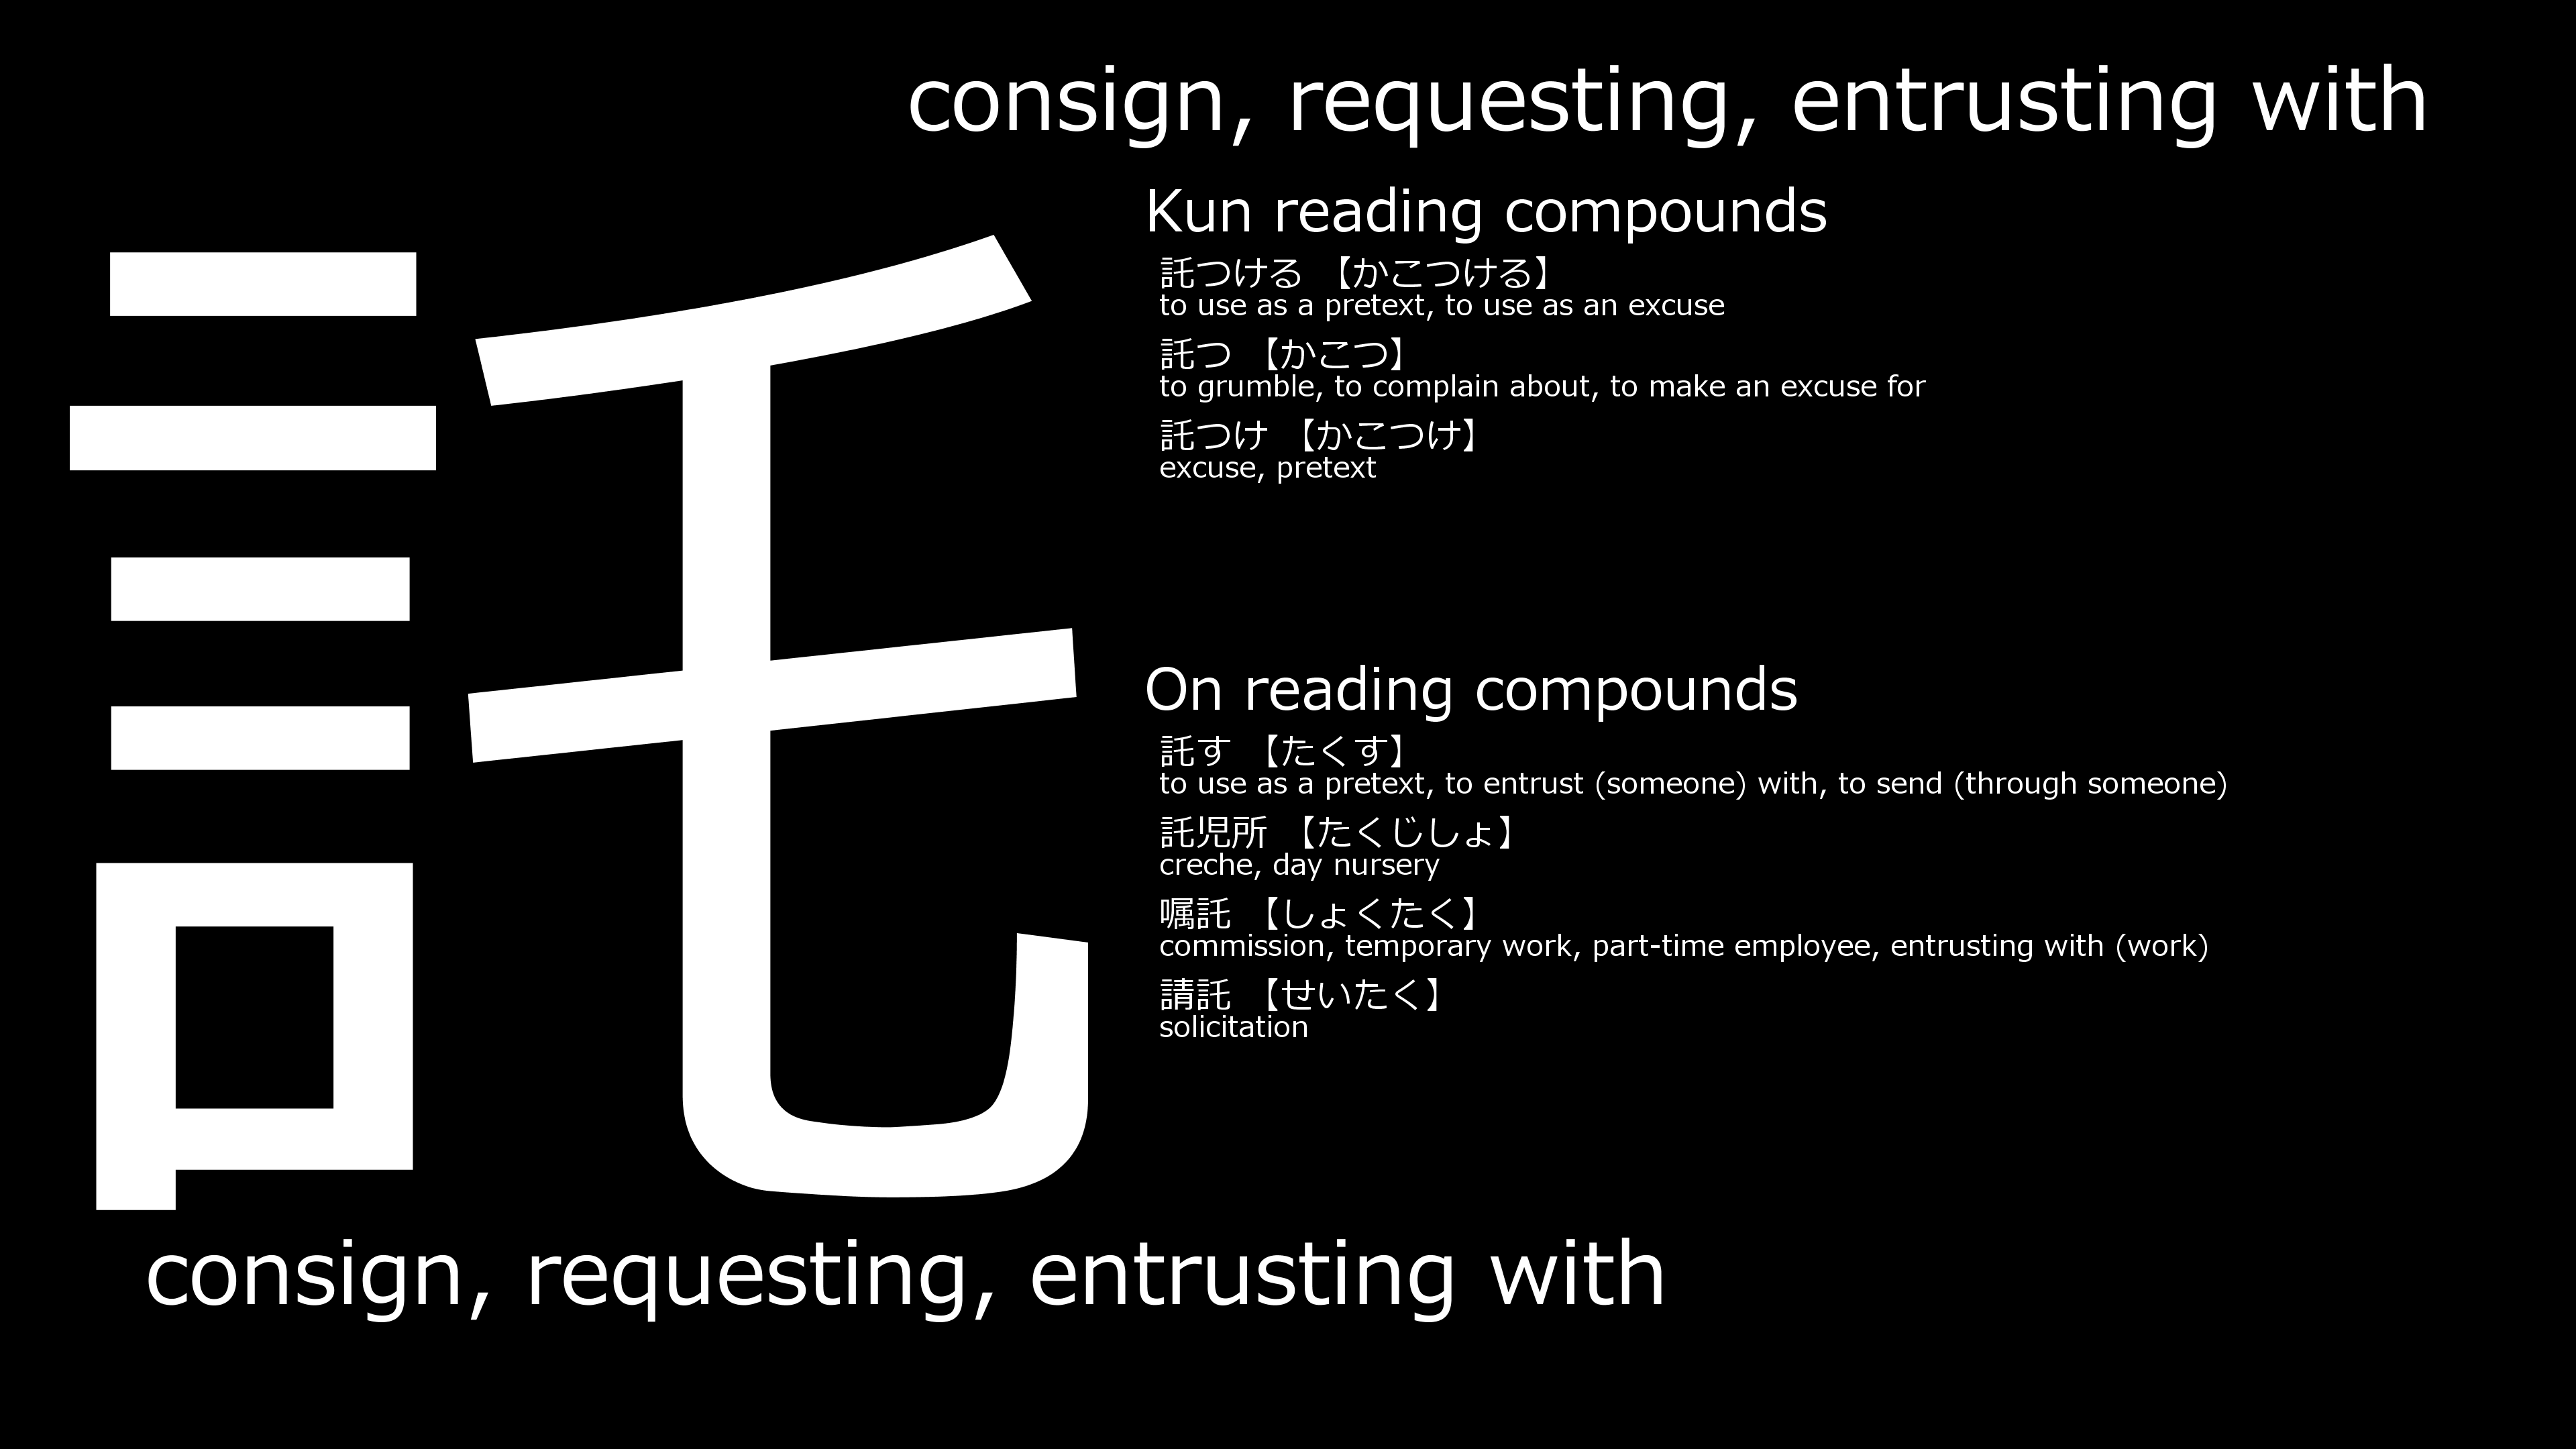 consign, requesting, entrusting with
託
Kun reading compounds
託つける 【かこつける】
to use as a pretext, to use as an excuse
託つ 【かこつ】
to grumble, to complain about, to make an excuse for
託つけ 【かこつけ】
excuse, pretext
On reading compounds
託す 【たくす】
to use as a pretext, to entrust (someone) with, to send (through someone)
託児所 【たくじしょ】
creche, day nursery
嘱託 【しょくたく】
commission, temporary work, part-time employee, entrusting with (work)
請託 【せいたく】
solicitation
consign, requesting, entrusting with